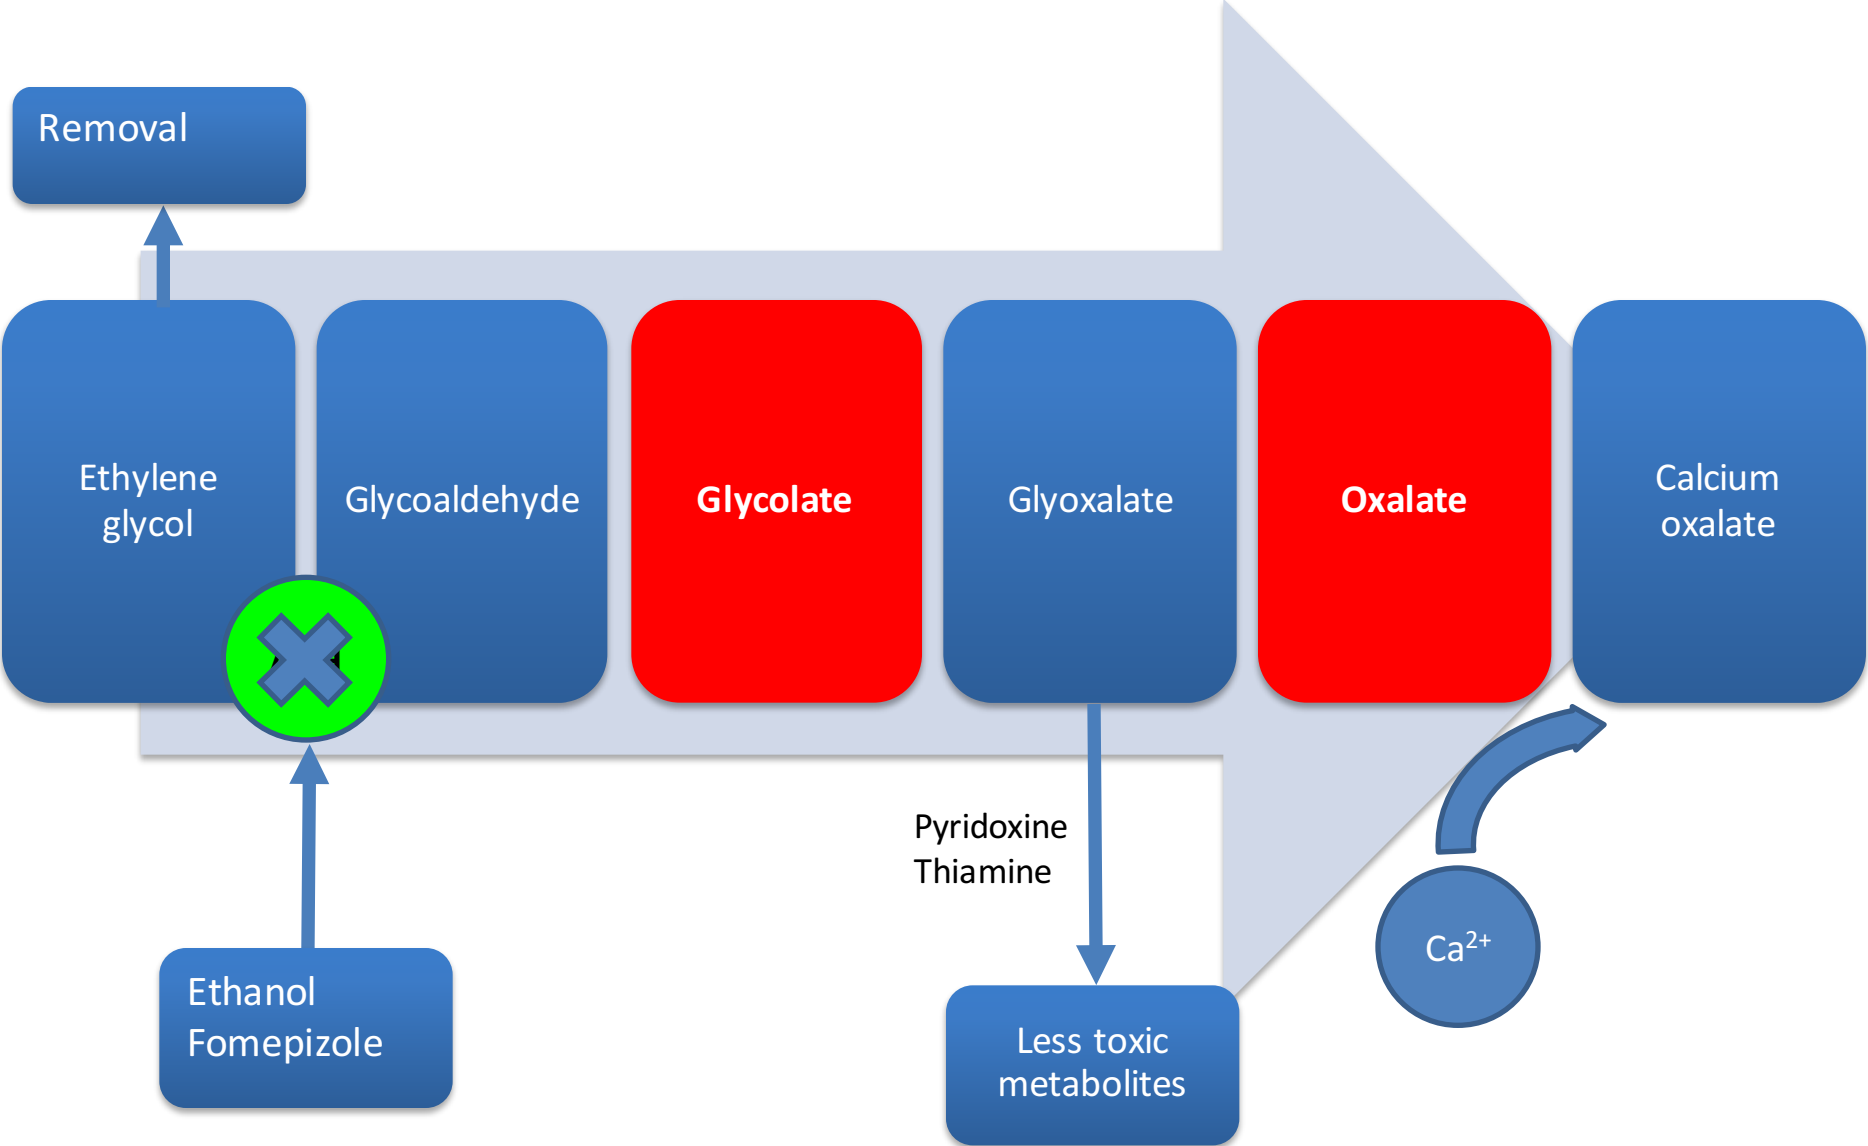 Removal
Ethylene
glycol
Glycoaldehyde
Glycolate
Glyoxalate
Oxalate
Calcium
oxalate
Pyridoxine
Thiamine
Ca²⁺
Ethanol
Fomepizole
Less toxic
metabolites